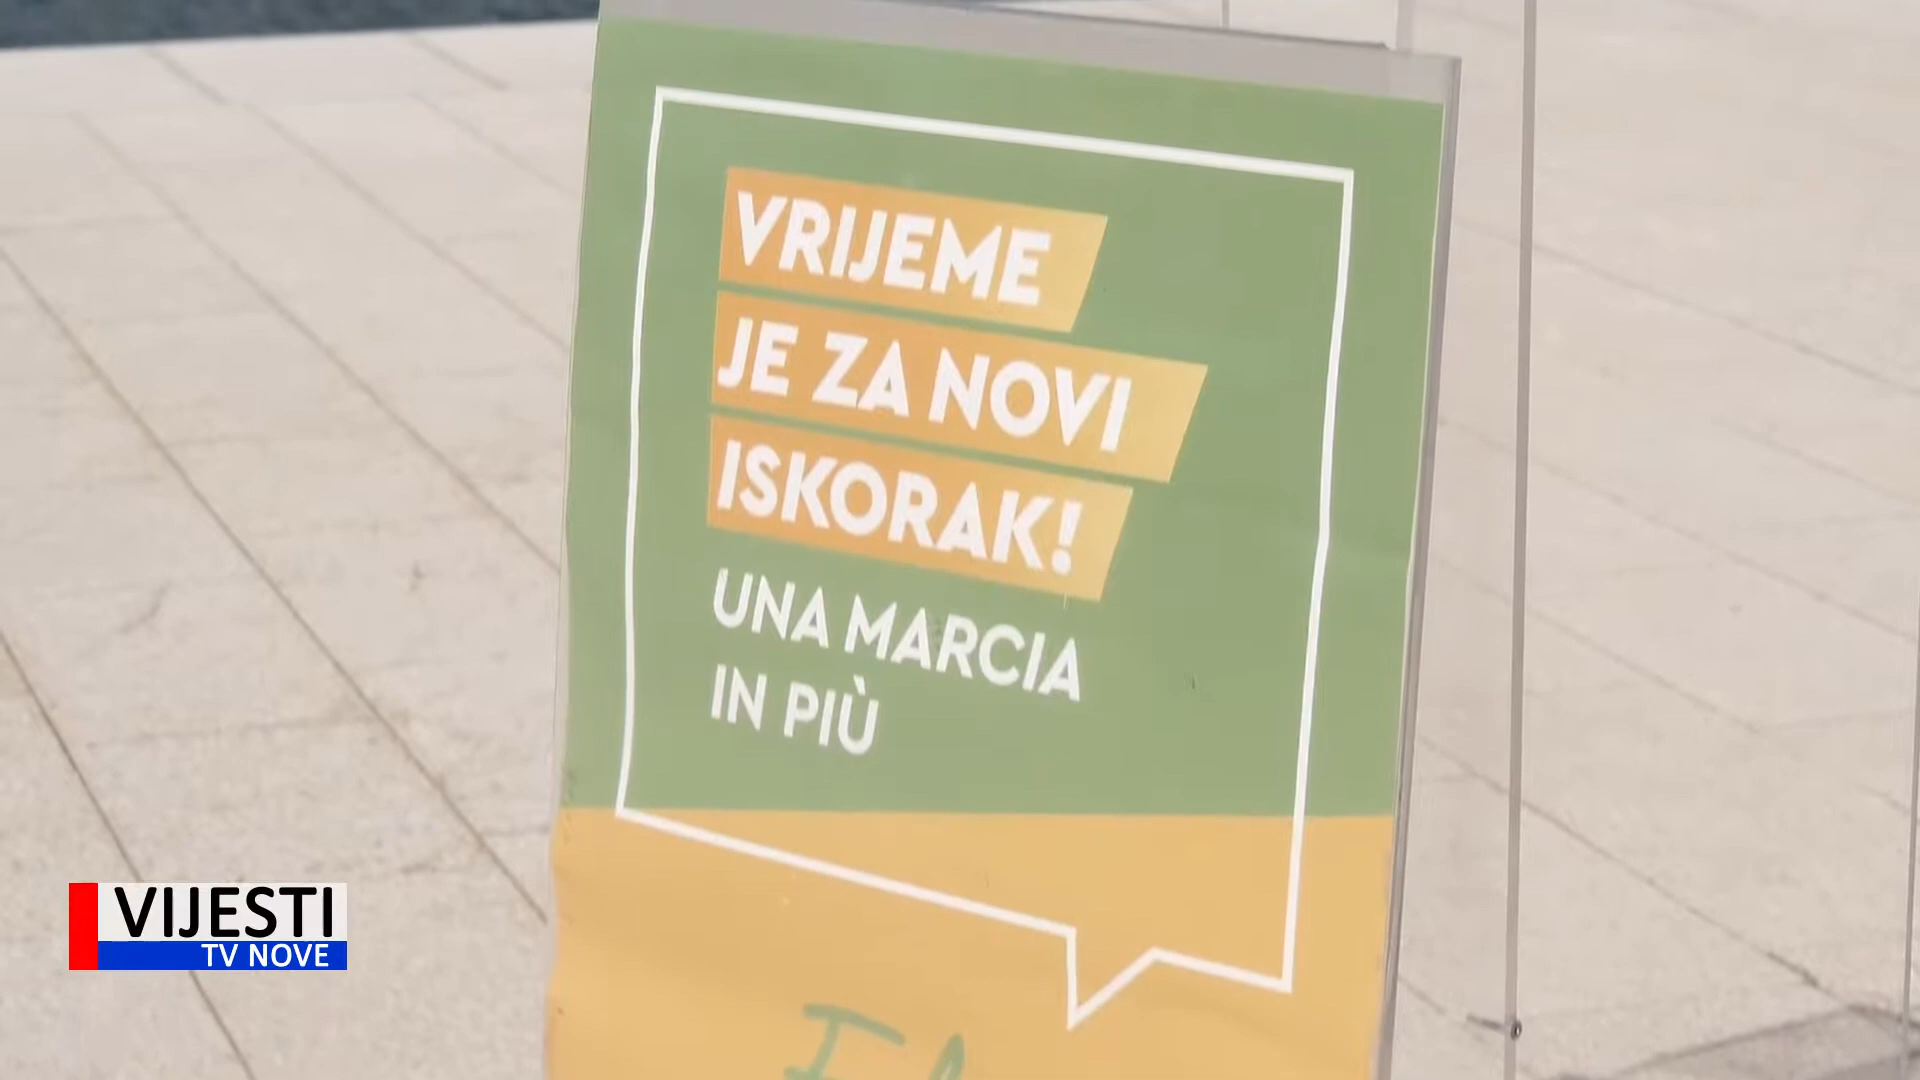 VRIJEME
JE ZA NOVI
ISKORAK!
UNA MARCIA
IN PIÙ
VIJESTI
TV NOVE